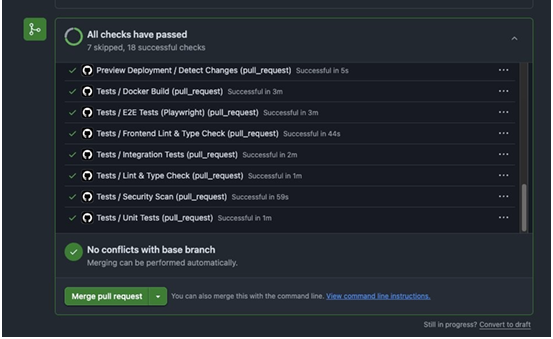 All checks have passed
7 skipped, 18 successful checks
Preview Deployment / Detect Changes (pull_request) Successful in 5s
Tests / Docker Build (pull_request) Successful in 3m
Tests / E2E Tests (Playwright) (pull_request) Successful in 3m
Tests / Frontend Lint & Type Check (pull_request) Successful in 44s
Tests / Integration Tests (pull_request) Successful in 2m
Tests / Lint & Type Check (pull_request) Successful in 1m
Tests / Security Scan (pull_request) Successful in 59s
Tests / Unit Tests (pull_request) Successful in 1m
No conflicts with base branch
Merging can be performed automatically.
Merge pull request You can also merge this with the command line. View command line instructions.
Still in progress? Convert to draft